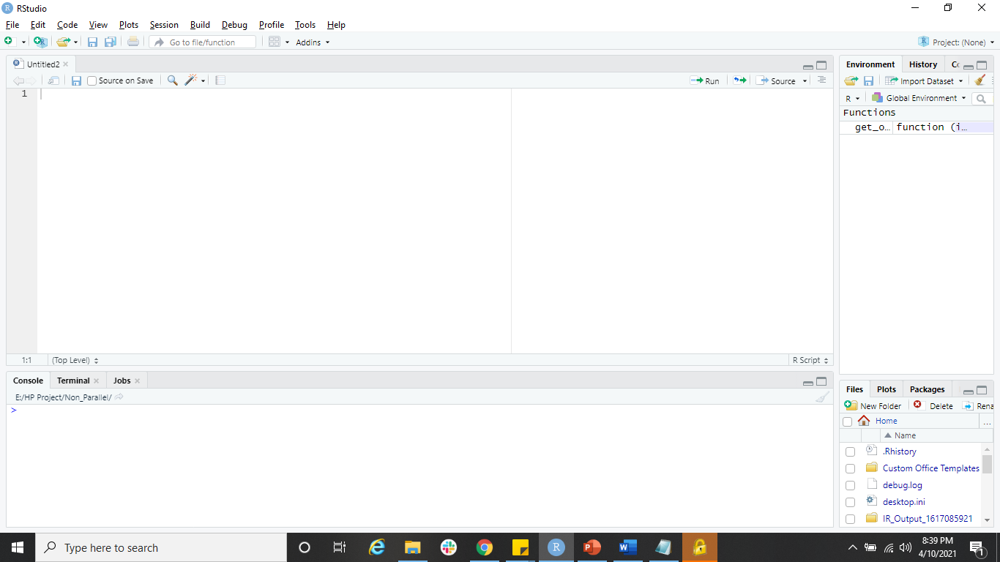 RStudio
File Edit Code View Plots Session Build Debug Profile Tools Help
Go to file/function Addins Project: (None)
Untitled2
Source on Save Run Source
1
1:1 (Top Level) R Script
Console Terminal Jobs
E:/HP Project/Non_Parallel/
>
Environment History
Import Dataset
R Global Environment
Functions
get_o… function (i…
Files Plots Packages
New Folder Delete Rena
Home ...
Name
.Rhistory
Custom Office Templates
debug.log
desktop.ini
IR_Output_1617085921
Type here to search
8:39 PM
4/10/2021
1